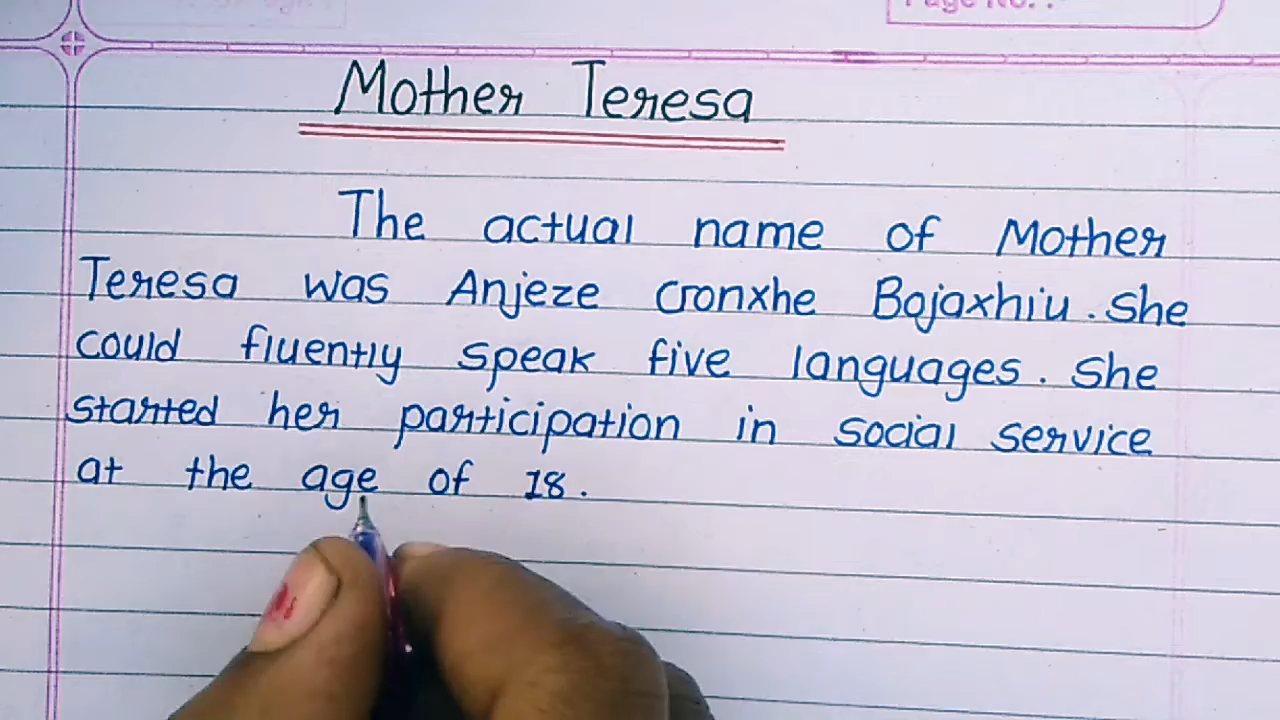 Mother Teresa
The actual name of Mother
Teresa was Anjeze Cronxhe Bojaxhiu. She
could fluently speak five languages. She
started her participation in social service
at the age of 18.